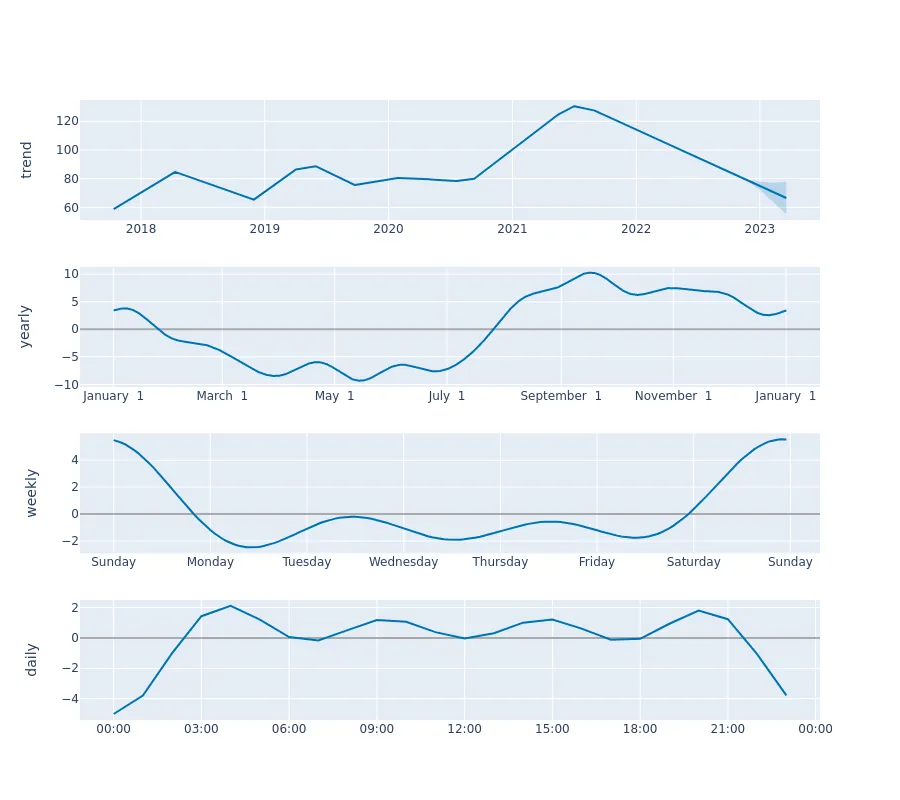 trend
120
100
80
60
2018 2019 2020 2021 2022 2023
yearly
10
5
0
−5
−10
January 1 March 1 May 1 July 1 September 1 November 1 January 1
weekly
4
2
0
−2
Sunday Monday Tuesday Wednesday Thursday Friday Saturday Sunday
daily
2
0
−2
−4
00:00 03:00 06:00 09:00 12:00 15:00 18:00 21:00 00:00